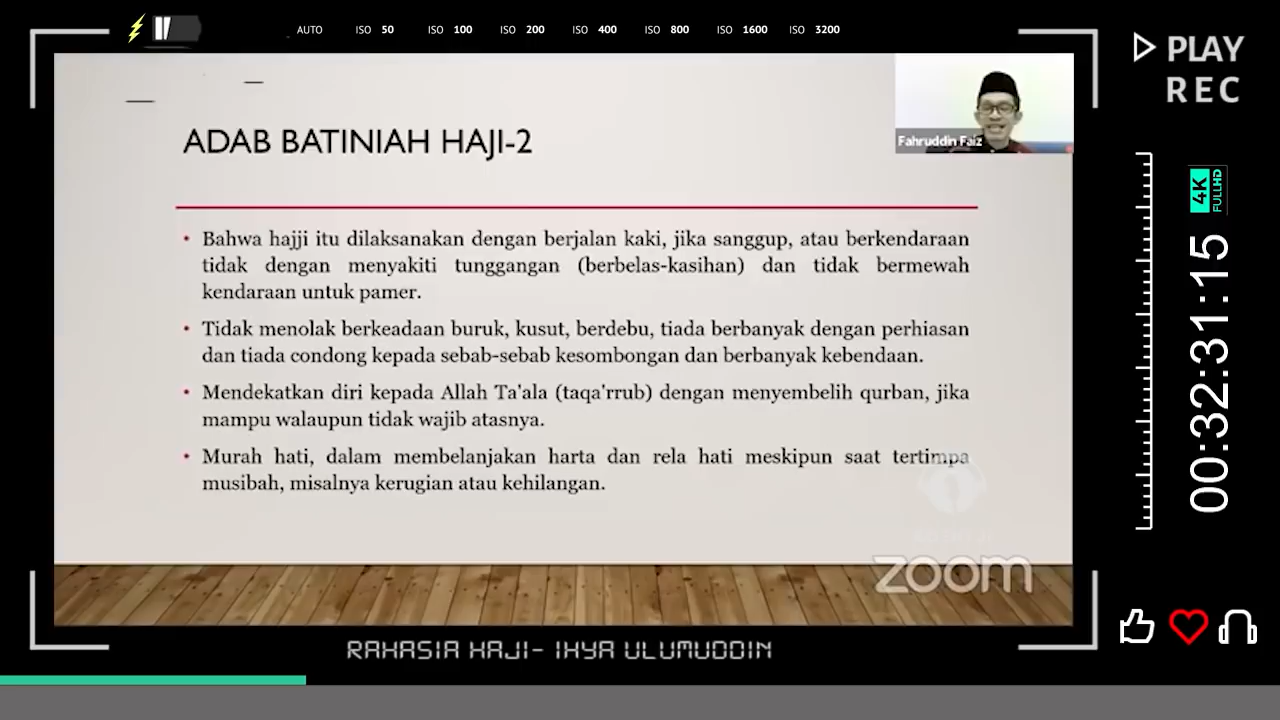 AUTO ISO 50 ISO 100 ISO 200 ISO 400 ISO 800 ISO 1600 ISO 3200
PLAY
REC
Fahruddin Faiz
ADAB BATINIAH HAJI-2
• Bahwa hajji itu dilaksanakan dengan berjalan kaki, jika sanggup, atau berkendaraan
tidak dengan menyakiti tunggangan (berbelas-kasihan) dan tidak bermewah
kendaraan untuk pamer.
• Tidak menolak berkeadaan buruk, kusut, berdebu, tiada berbanyak dengan perhiasan
dan tiada condong kepada sebab-sebab kesombongan dan berbanyak kebendaan.
• Mendekatkan diri kepada Allah Ta'ala (taqa'rrub) dengan menyembelih qurban, jika
mampu walaupun tidak wajib atasnya.
• Murah hati, dalam membelanjakan harta dan rela hati meskipun saat tertimpa
musibah, misalnya kerugian atau kehilangan.
zoom
4K
FULLHD
00:32:31:15
RAHASIA HAJI- IHYA ULUMUDDIN